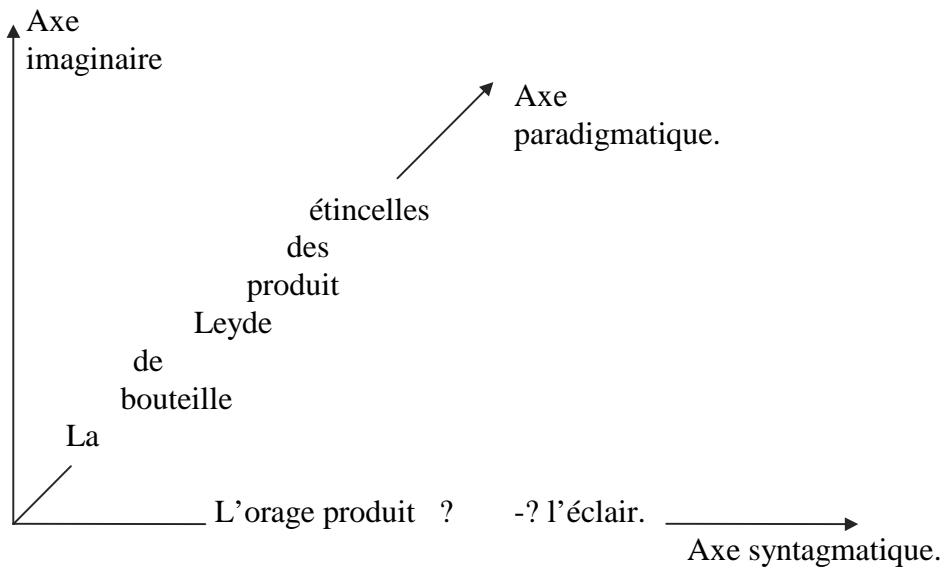 Axe
imaginaire
Axe
paradigmatique.
étincelles
des
produit
Leyde
de
bouteille
La
L’orage produit ? -? l’éclair.
Axe syntagmatique.